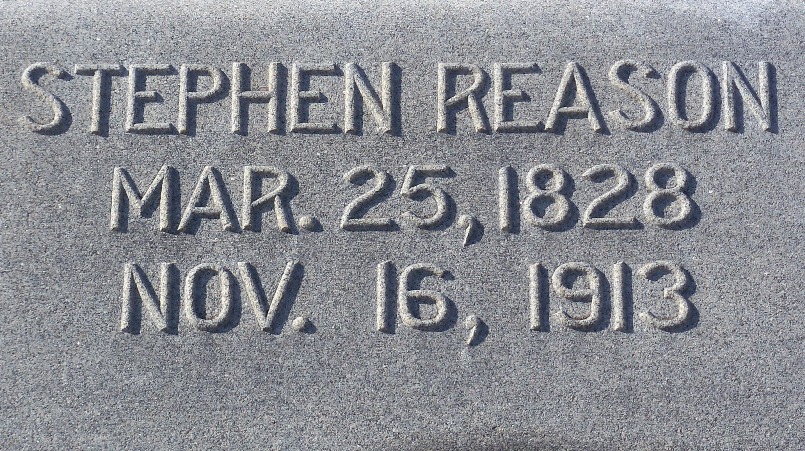 STEPHEN REASON
MAR. 25, 1828
NOV. 16, 1913